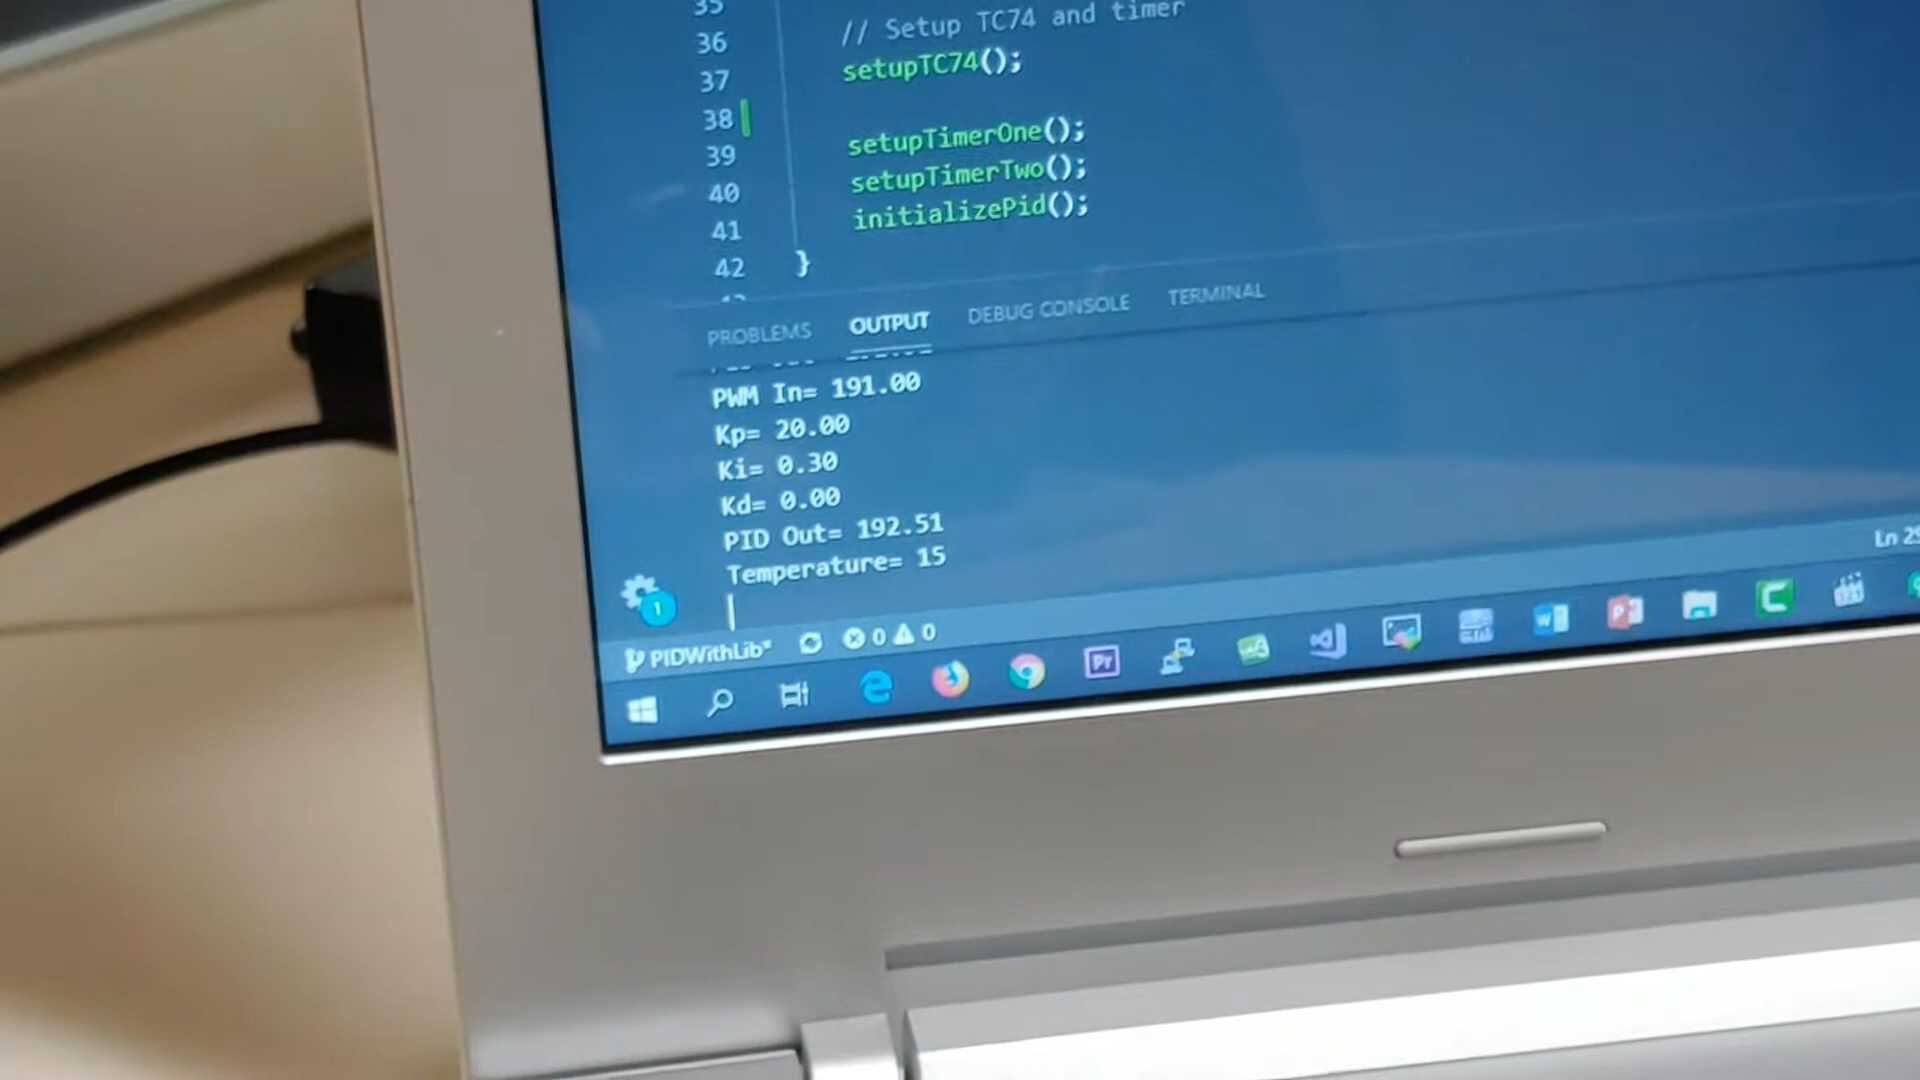 35
36 // Setup TC74 and timer
37 setupTC74();
38
39 setupTimerOne();
40 setupTimerTwo();
41 initializePid();
42 }
PROBLEMS OUTPUT DEBUG CONSOLE TERMINAL
PWM In= 191.00
Kp= 20.00
Ki= 0.30
Kd= 0.00
PID Out= 192.51
Temperature= 15
1
PIDWithLib* 0 0
Pr